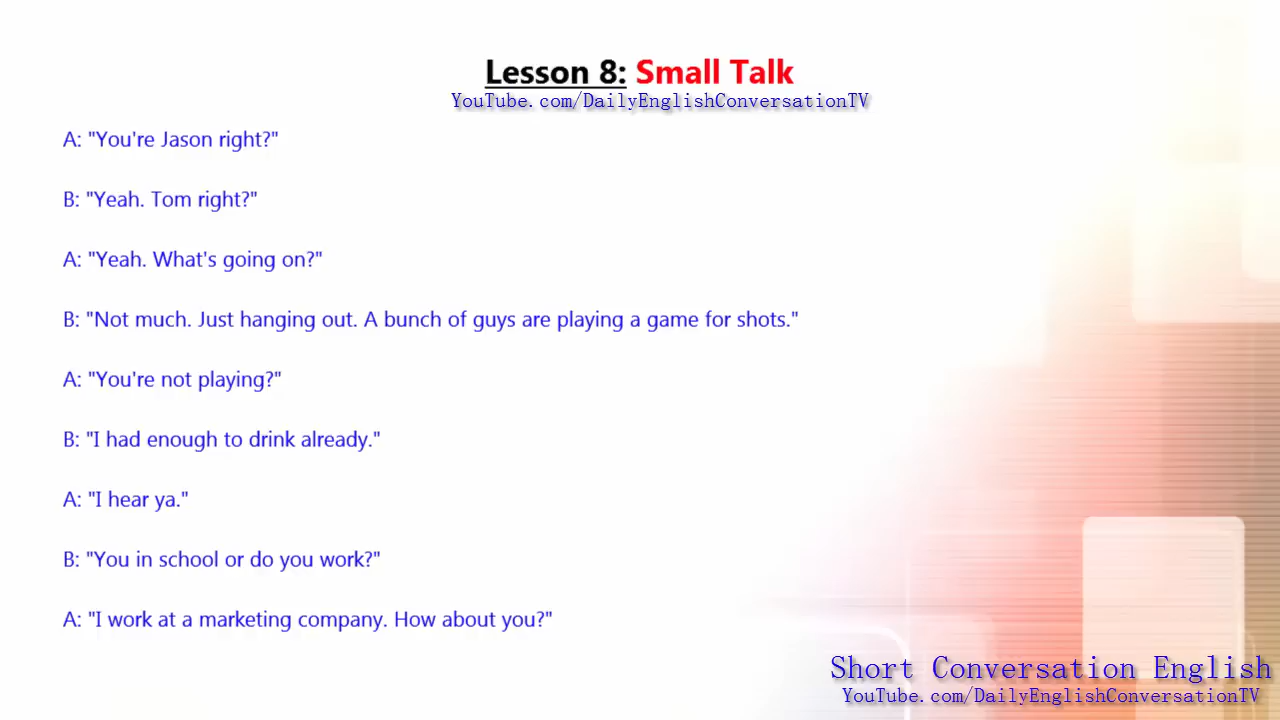 Lesson 8: Small Talk
YouTube.com/DailyEnglishConversationTV
A: "You're Jason right?"
B: "Yeah. Tom right?"
A: "Yeah. What's going on?"
B: "Not much. Just hanging out. A bunch of guys are playing a game for shots."
A: "You're not playing?"
B: "I had enough to drink already."
A: "I hear ya."
B: "You in school or do you work?"
A: "I work at a marketing company. How about you?"
Short Conversation English
YouTube.com/DailyEnglishConversationTV